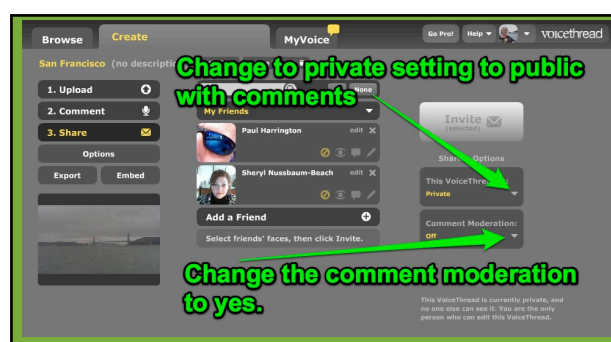 Browse
Create
MyVoice
Go Pro!
Help
voicethread
San Francisco (no descripti
Change to private setting to public
with comments
1. Upload
2. Comment
3. Share
Options
Export
Embed
None
My Friends
Paul Harrington
edit
Sheryl Nussbaum-Beach
edit
Add a Friend
Select friends' faces, then click Invite.
Invite
(selected)
Options
This VoiceThread
Private
Comment Moderation:
Off
Change the comment moderation
to yes.
This VoiceThread is currently private, and
no one else can see it. You are the only
person who can edit this VoiceThread.